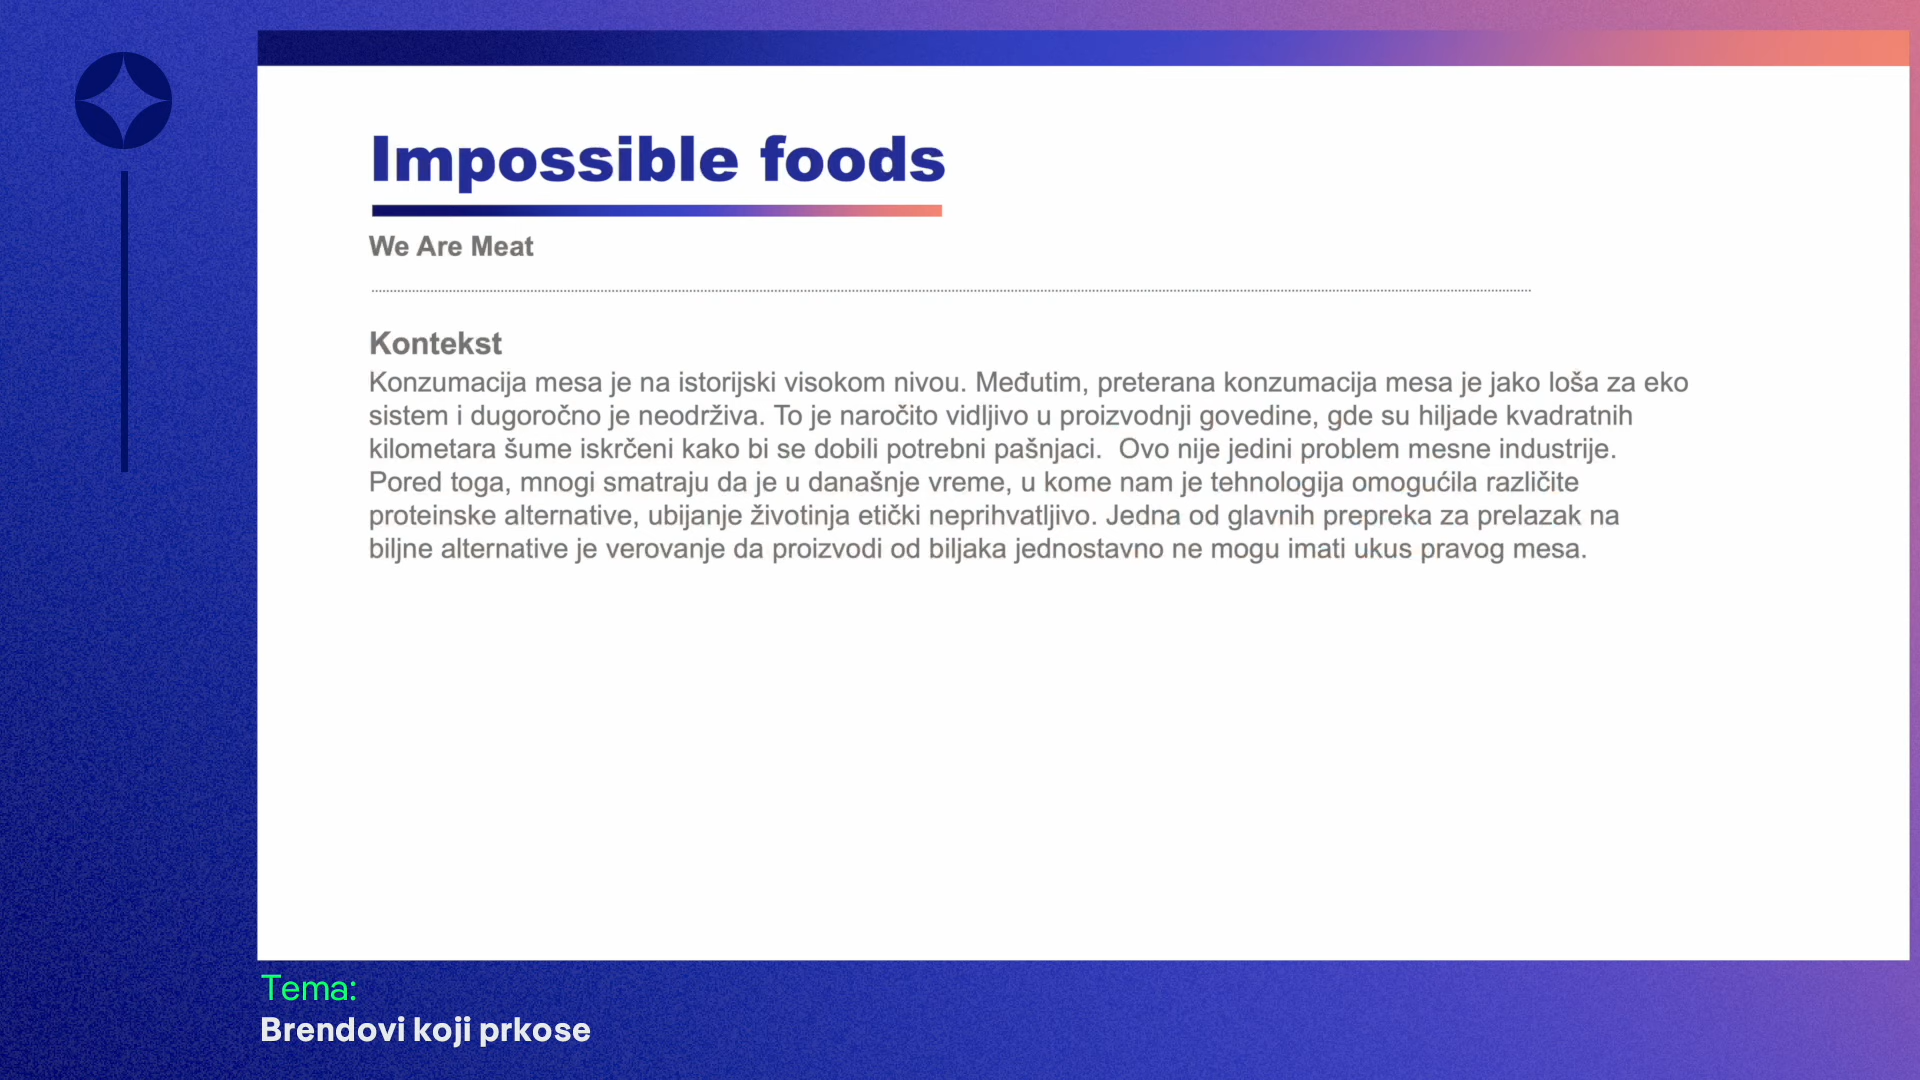 Impossible foods
We Are Meat
Kontekst
Konzumacija mesa je na istorijski visokom nivou. Međutim, preterana konzumacija mesa je jako loša za eko
sistem i dugoročno je neodrživa. To je naročito vidljivo u proizvodnji govedine, gde su hiljade kvadratnih
kilometara šume iskrčeni kako bi se dobili potrebni pašnjaci.  Ovo nije jedini problem mesne industrije.
Pored toga, mnogi smatraju da je u današnje vreme, u kome nam je tehnologija omogućila različite
proteinske alternative, ubijanje životinja etički neprihvatljivo. Jedna od glavnih prepreka za prelazak na
biljne alternative je verovanje da proizvodi od biljaka jednostavno ne mogu imati ukus pravog mesa.
Tema:
Brendovi koji prkose